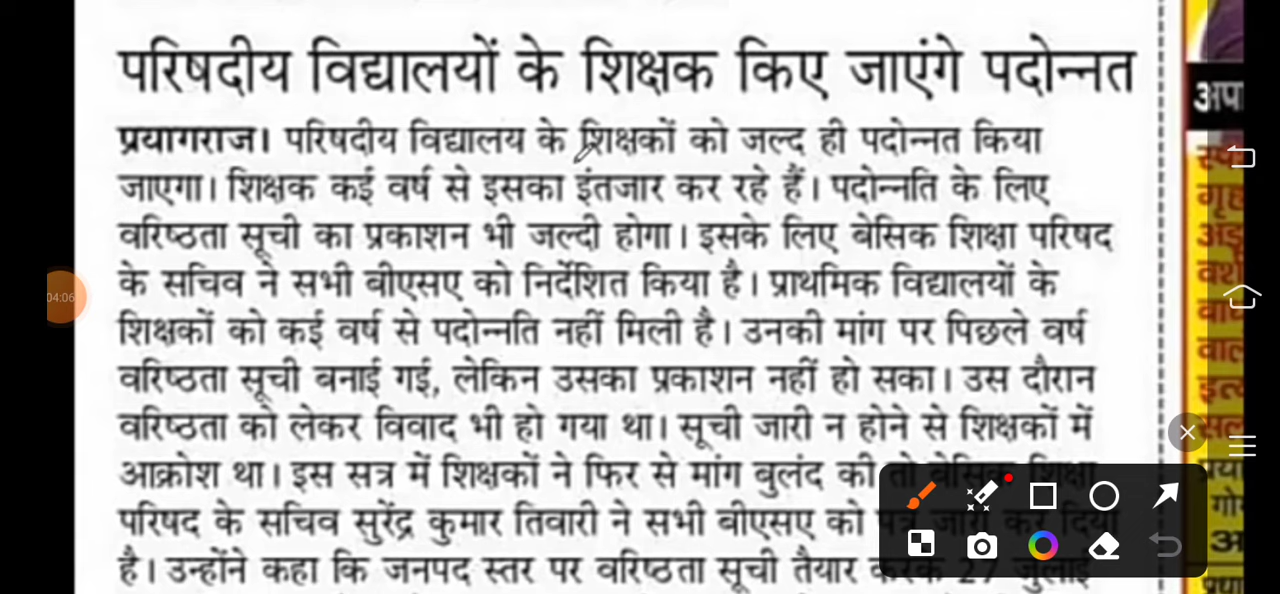 परिषदीय विद्यालयों के शिक्षक किए जाएंगे पदोन्नत
प्रयागराज। परिषदीय विद्यालय के शिक्षकों को जल्द ही पदोन्नत किया
जाएगा। शिक्षक कई वर्ष से इसका इंतजार कर रहे हैं। पदोन्नति के लिए
वरिष्ठता सूची का प्रकाशन भी जल्दी होगा। इसके लिए बेसिक शिक्षा परिषद
के सचिव ने सभी बीएसए को निर्देशित किया है। प्राथमिक विद्यालयों के
शिक्षकों को कई वर्ष से पदोन्नति नहीं मिली है। उनकी मांग पर पिछले वर्ष
वरिष्ठता सूची बनाई गई, लेकिन उसका प्रकाशन नहीं हो सका। उस दौरान
वरिष्ठता को लेकर विवाद भी हो गया था। सूची जारी न होने से शिक्षकों में
आक्रोश था। इस सत्र में शिक्षकों ने फिर से मांग बुलंद की तो बेसिक शिक्षा
परिषद के सचिव सुरेंद्र कुमार तिवारी ने सभी बीएसए को पत्र जारी कर दिया
है। उन्होंने कहा कि जनपद स्तर पर वरिष्ठता सूची तैयार करके 27 जुलाई
04:06